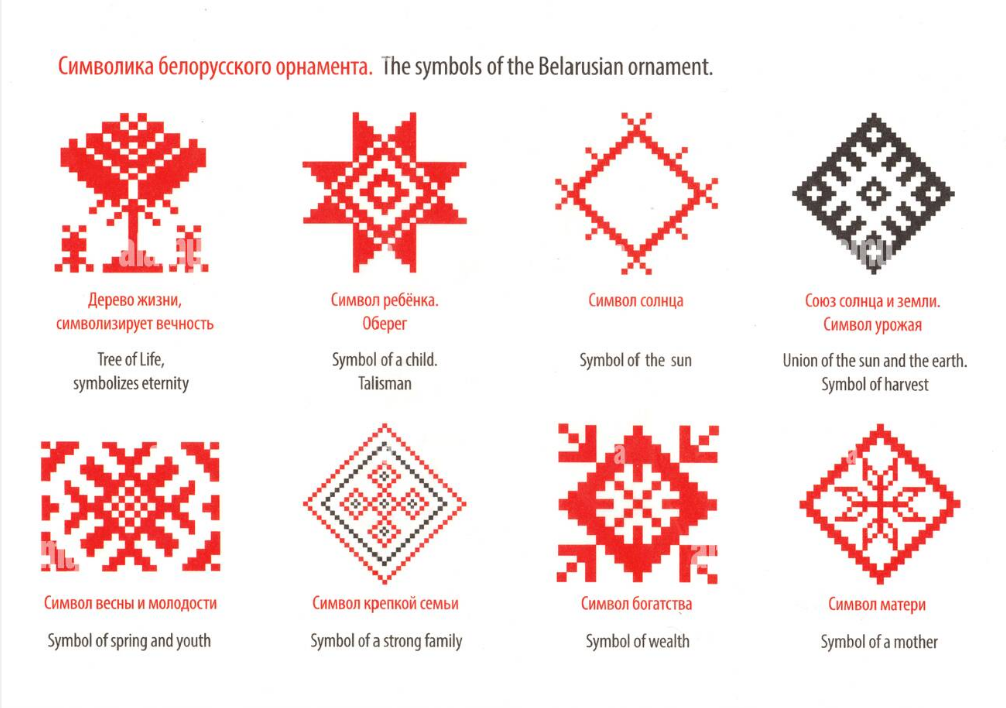 Символика белорусского орнамента. The symbols of the Belarusian ornament.
Дерево жизни,
символизирует вечность
Tree of Life,
symbolizes eternity
Символ ребёнка.
Оберег
Symbol of a child.
Talisman
Символ солнца
Symbol of the sun
Союз солнца и земли.
Символ урожая
Union of the sun and the earth.
Symbol of harvest
Символ весны и молодости
Symbol of spring and youth
Символ крепкой семьи
Symbol of a strong family
Символ богатства
Symbol of wealth
Символ матери
Symbol of a mother